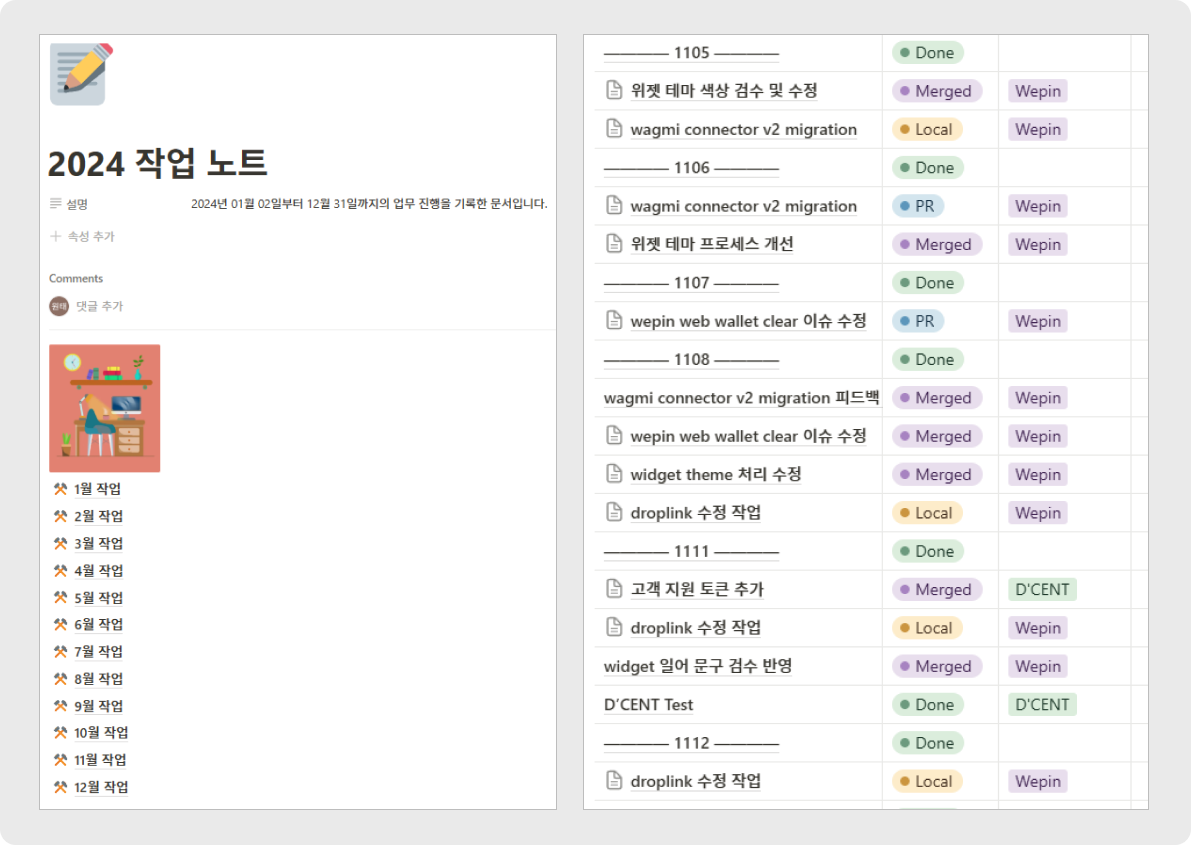 2024 작업 노트
설명 2024년 01월 02일부터 12월 31일까지의 업무 진행을 기록한 문서입니다.
속성 추가
Comments
원태 댓글 추가
1월 작업
2월 작업
3월 작업
4월 작업
5월 작업
6월 작업
7월 작업
8월 작업
9월 작업
10월 작업
11월 작업
12월 작업
———— 1105 ———— Done
위젯 테마 색상 검수 및 수정 Merged Wepin
wagmi connector v2 migration Local Wepin
———— 1106 ———— Done
wagmi connector v2 migration PR Wepin
위젯 테마 프로세스 개선 Merged Wepin
———— 1107 ———— Done
wepin web wallet clear 이슈 수정 PR Wepin
———— 1108 ———— Done
wagmi connector v2 migration 피드백 Merged Wepin
wepin web wallet clear 이슈 수정 Merged Wepin
widget theme 처리 수정 Merged Wepin
droplink 수정 작업 Local Wepin
———— 1111 ———— Done
고객 지원 토큰 추가 Merged D'CENT
droplink 수정 작업 Local Wepin
widget 일어 문구 검수 반영 Merged Wepin
D’CENT Test Done D'CENT
———— 1112 ———— Done
droplink 수정 작업 Local Wepin